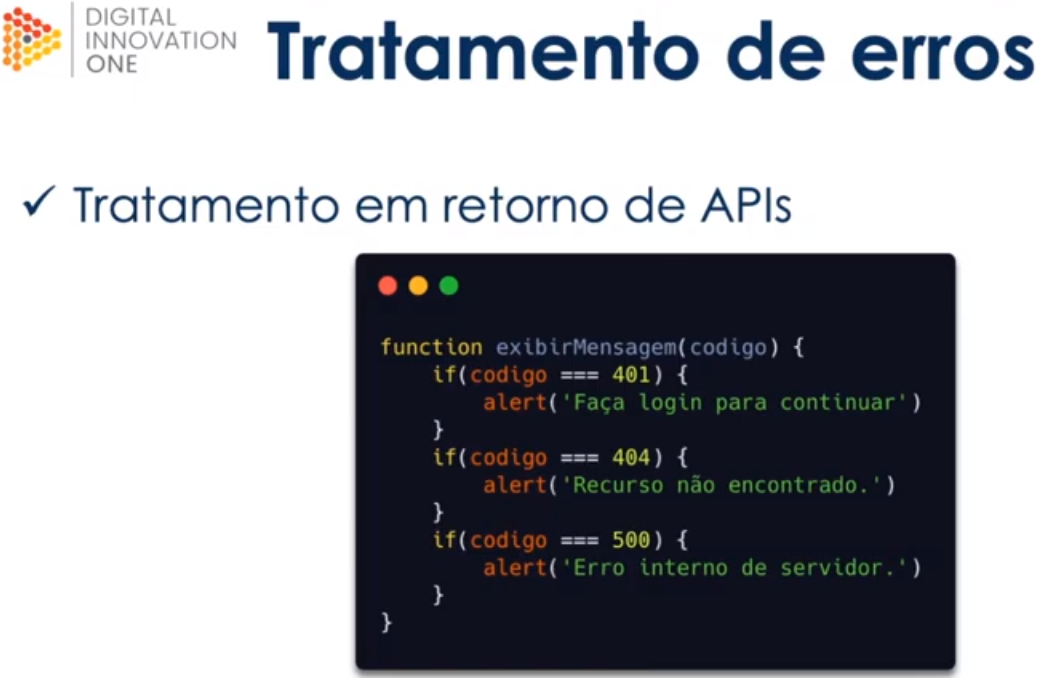 DIGITAL
INNOVATION
ONE
Tratamento de erros
✓ Tratamento em retorno de APIs
function exibirMensagem(codigo) {
    if(codigo === 401) {
        alert('Faça login para continuar')
    }
    if(codigo === 404) {
        alert('Recurso não encontrado.')
    }
    if(codigo === 500) {
        alert('Erro interno de servidor.')
    }
}